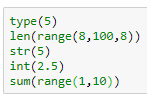 type(5)
len(range(8,100,8))
str(5)
int(2.5)
sum(range(1,10))